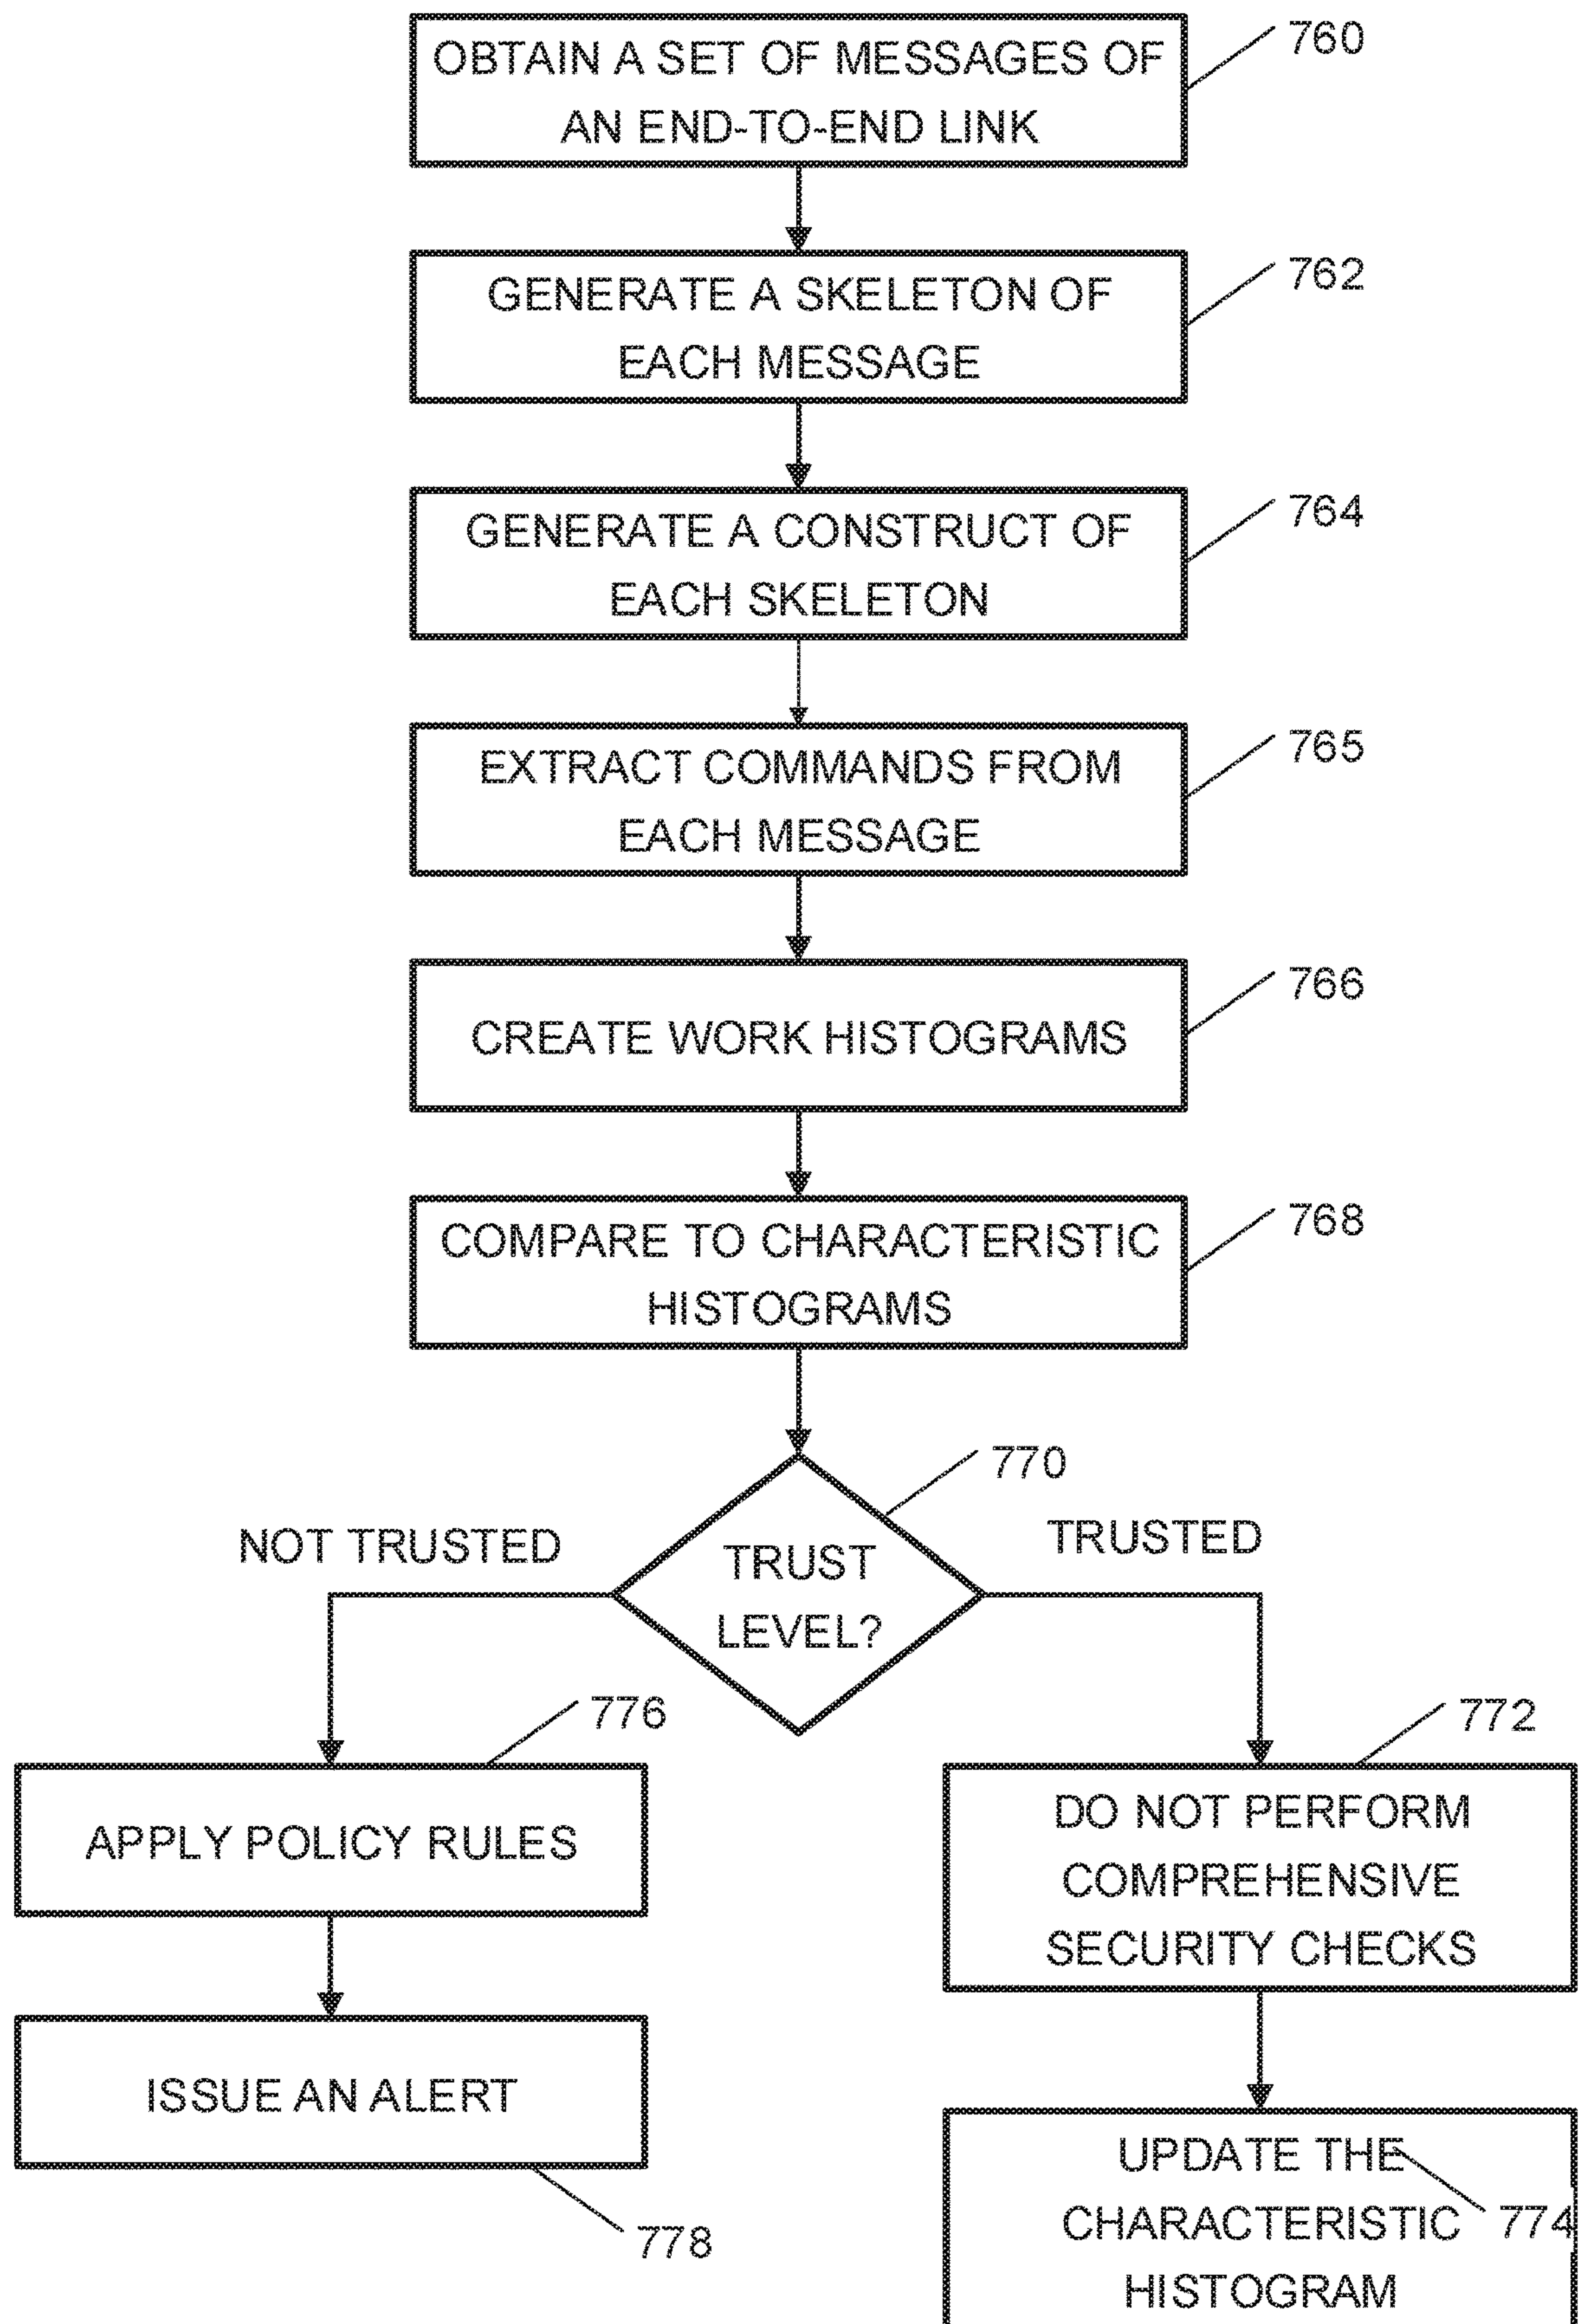 OBTAIN A SET OF MESSAGES OF
AN END-TO-END LINK
760
GENERATE A SKELETON OF
EACH MESSAGE
762
GENERATE A CONSTRUCT OF
EACH SKELETON
764
EXTRACT COMMANDS FROM
EACH MESSAGE
765
CREATE WORK HISTOGRAMS
766
COMPARE TO CHARACTERISTIC
HISTOGRAMS
768
TRUST
LEVEL?
770
NOT TRUSTED
TRUSTED
APPLY POLICY RULES
776
ISSUE AN ALERT
778
DO NOT PERFORM
COMPREHENSIVE
SECURITY CHECKS
772
UPDATE THE
CHARACTERISTIC
HISTOGRAM
774